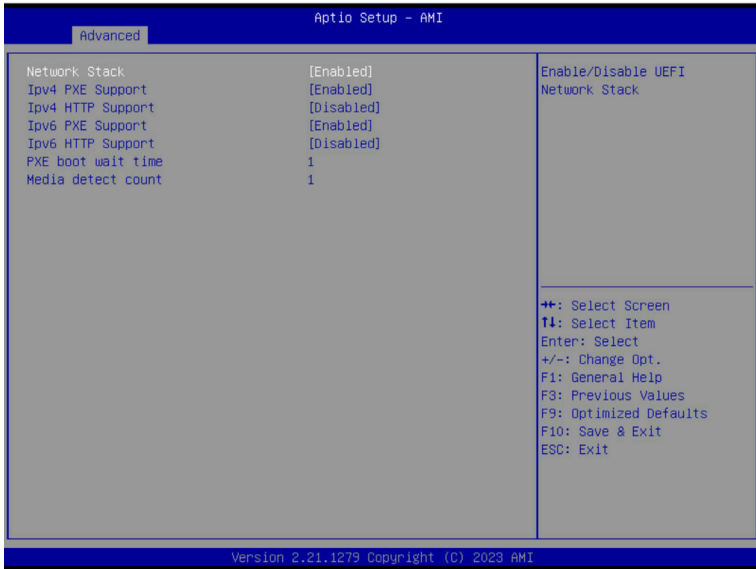 Aptio Setup – AMI
Advanced
Network Stack [Enabled]
Ipv4 PXE Support [Enabled]
Ipv4 HTTP Support [Disabled]
Ipv6 PXE Support [Enabled]
Ipv6 HTTP Support [Disabled]
PXE boot wait time 1
Media detect count 1
Enable/Disable UEFI
Network Stack
→←: Select Screen
↑↓: Select Item
Enter: Select
+/-: Change Opt.
F1: General Help
F3: Previous Values
F9: Optimized Defaults
F10: Save & Exit
ESC: Exit
Version 2.21.1279 Copyright (C) 2023 AMI